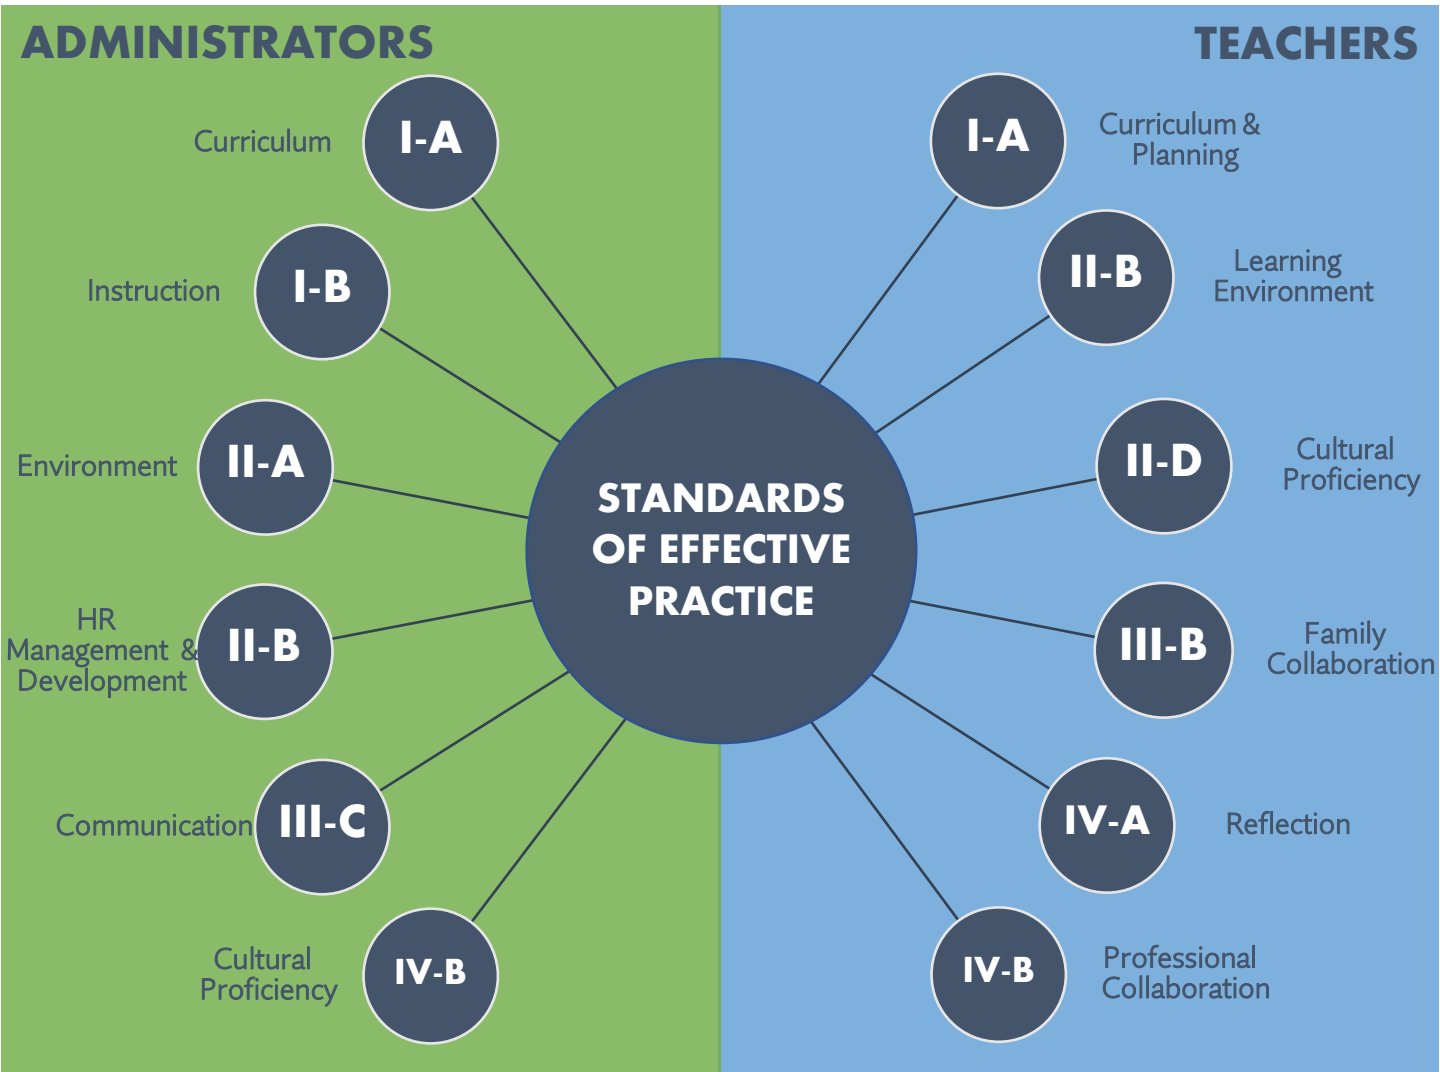 ADMINISTRATORS
TEACHERS
Curriculum
I-A
Instruction
I-B
Environment
II-A
HR
Management &
Development
II-B
Communication
III-C
Cultural
Proficiency
IV-B
STANDARDS
OF EFFECTIVE
PRACTICE
I-A
Curriculum &
Planning
II-B
Learning
Environment
II-D
Cultural
Proficiency
III-B
Family
Collaboration
IV-A
Reflection
IV-B
Professional
Collaboration